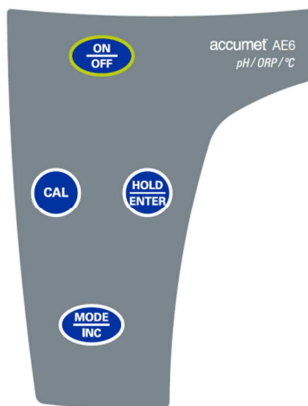 ON
OFF
accumet AE6
pH/ORP/°C
CAL
HOLD
ENTER
MODE
INC